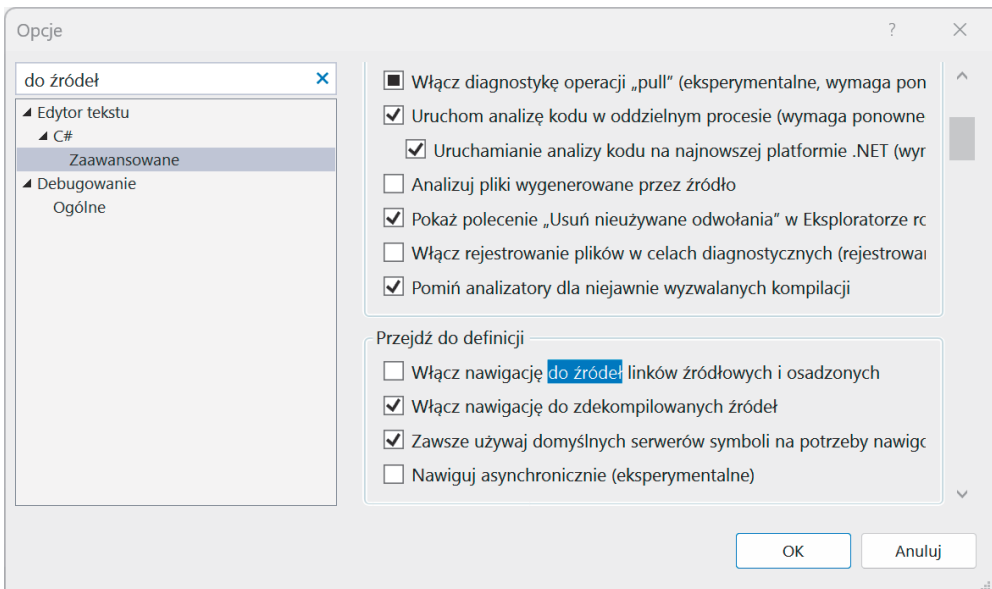 Opcje
do źródeł
Edytor tekstu
C#
Zaawansowane
Debugowanie
Ogólne
Włącz diagnostykę operacji „pull” (eksperymentalne, wymaga pon
Uruchom analizę kodu w oddzielnym procesie (wymaga ponowne
Uruchamianie analizy kodu na najnowszej platformie .NET (wyr
Analizuj pliki wygenerowane przez źródło
Pokaż polecenie „Usuń nieużywane odwołania” w Eksploratorze rc
Włącz rejestrowanie plików w celach diagnostycznych (rejestrowa
Pomiń analizatory dla niejawnie wyzwalanych kompilacji
Przejdź do definicji
Włącz nawigację do źródeł linków źródłowych i osadzonych
Włącz nawigację do zdekompilowanych źródeł
Zawsze używaj domyślnych serwerów symboli na potrzeby nawigc
Nawiguj asynchronicznie (eksperymentalne)
OK
Anuluj